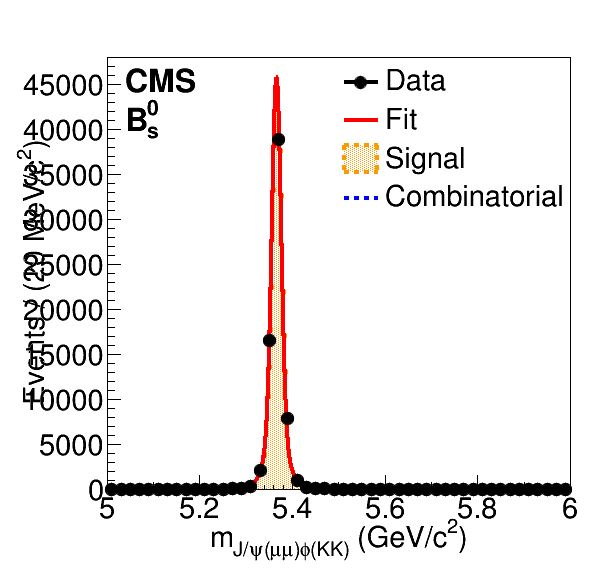 CMS
B⁰ₛ
Data
Fit
Signal
Combinatorial
Events / (20 MeV/c²)
45000
40000
35000
30000
25000
20000
15000
10000
5000
0
5 5.2 5.4 5.6 5.8 6
m_J/ψ(μμ)φ(KK) (GeV/c²)